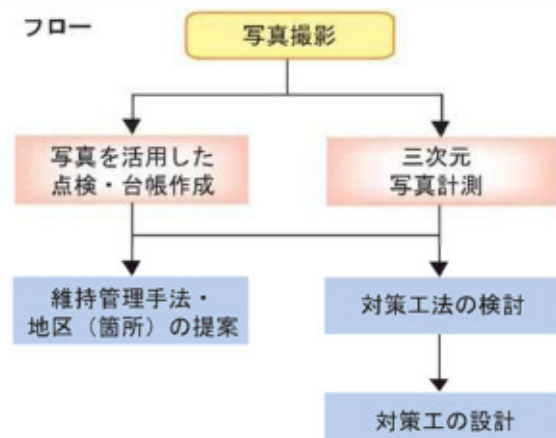 フロー
写真撮影
写真を活用した
点検・台帳作成
三次元
写真計測
維持管理手法・
地区（箇所）の提案
対策工法の検討
対策工の設計